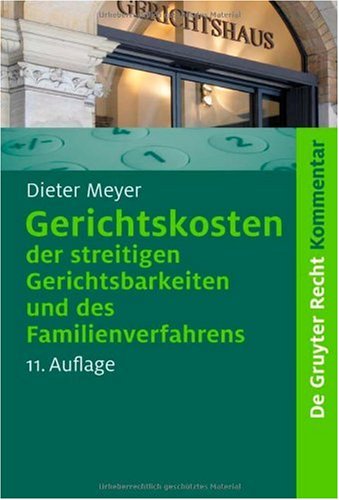 Urheberrechtlich geschütztes Material
GERICHTSHAUS
1
2
Dieter Meyer
Gerichtskosten
der streitigen
Gerichtsbarkeiten
und des
Familienverfahrens
11. Auflage
De Gruyter Recht Kommentar
Urheberrechtlich geschütztes Material